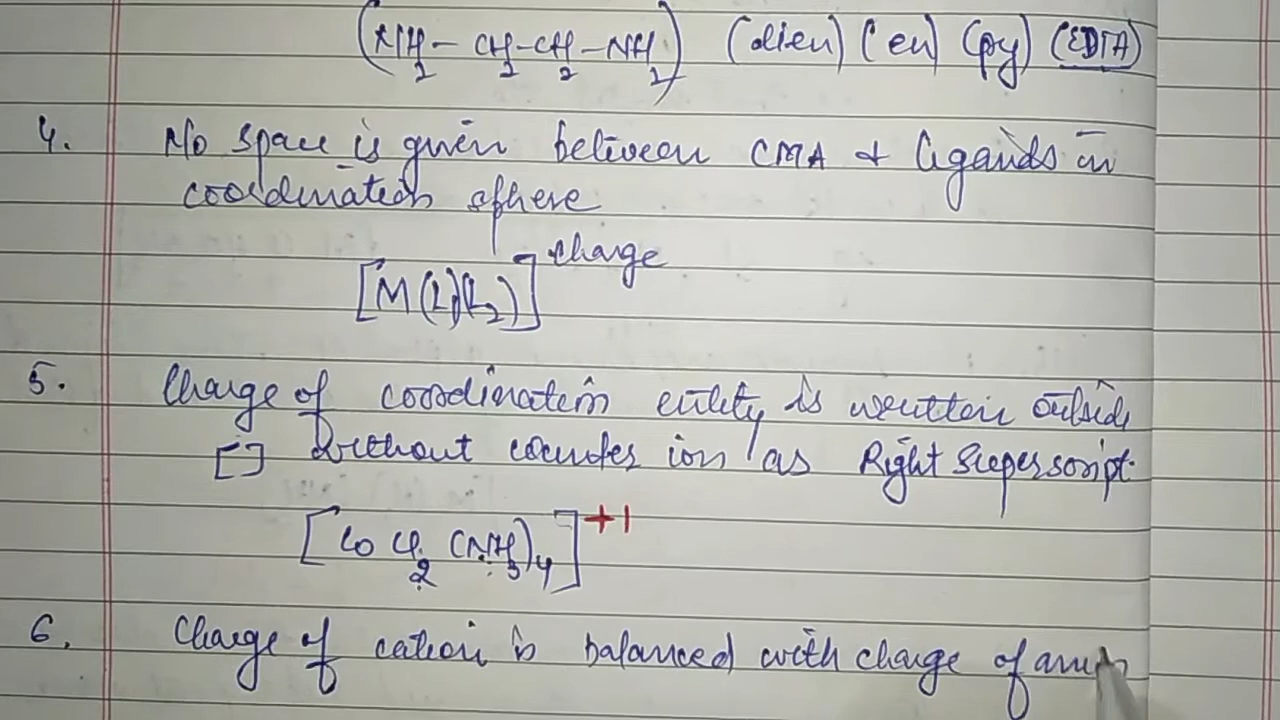 (NH2 - CH2 - CH2 - NH2) (dien) (en) (py) (EDTA)
4. No space is given between CMA & ligands in
coordination sphere
[M(L)(L2)]charge
5. Charge of coordination entity is written outside
[ ] without counter ion as Right Superscript.
[Co Cl2 (NH3)4]+1
6. Charge of cation is balanced with charge of anion